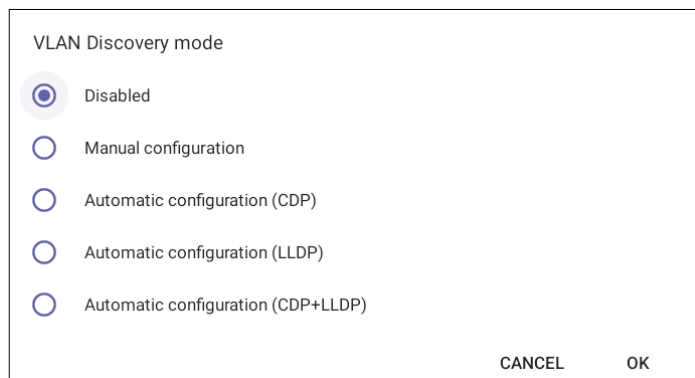 VLAN Discovery mode
Disabled
Manual configuration
Automatic configuration (CDP)
Automatic configuration (LLDP)
Automatic configuration (CDP+LLDP)
CANCEL OK